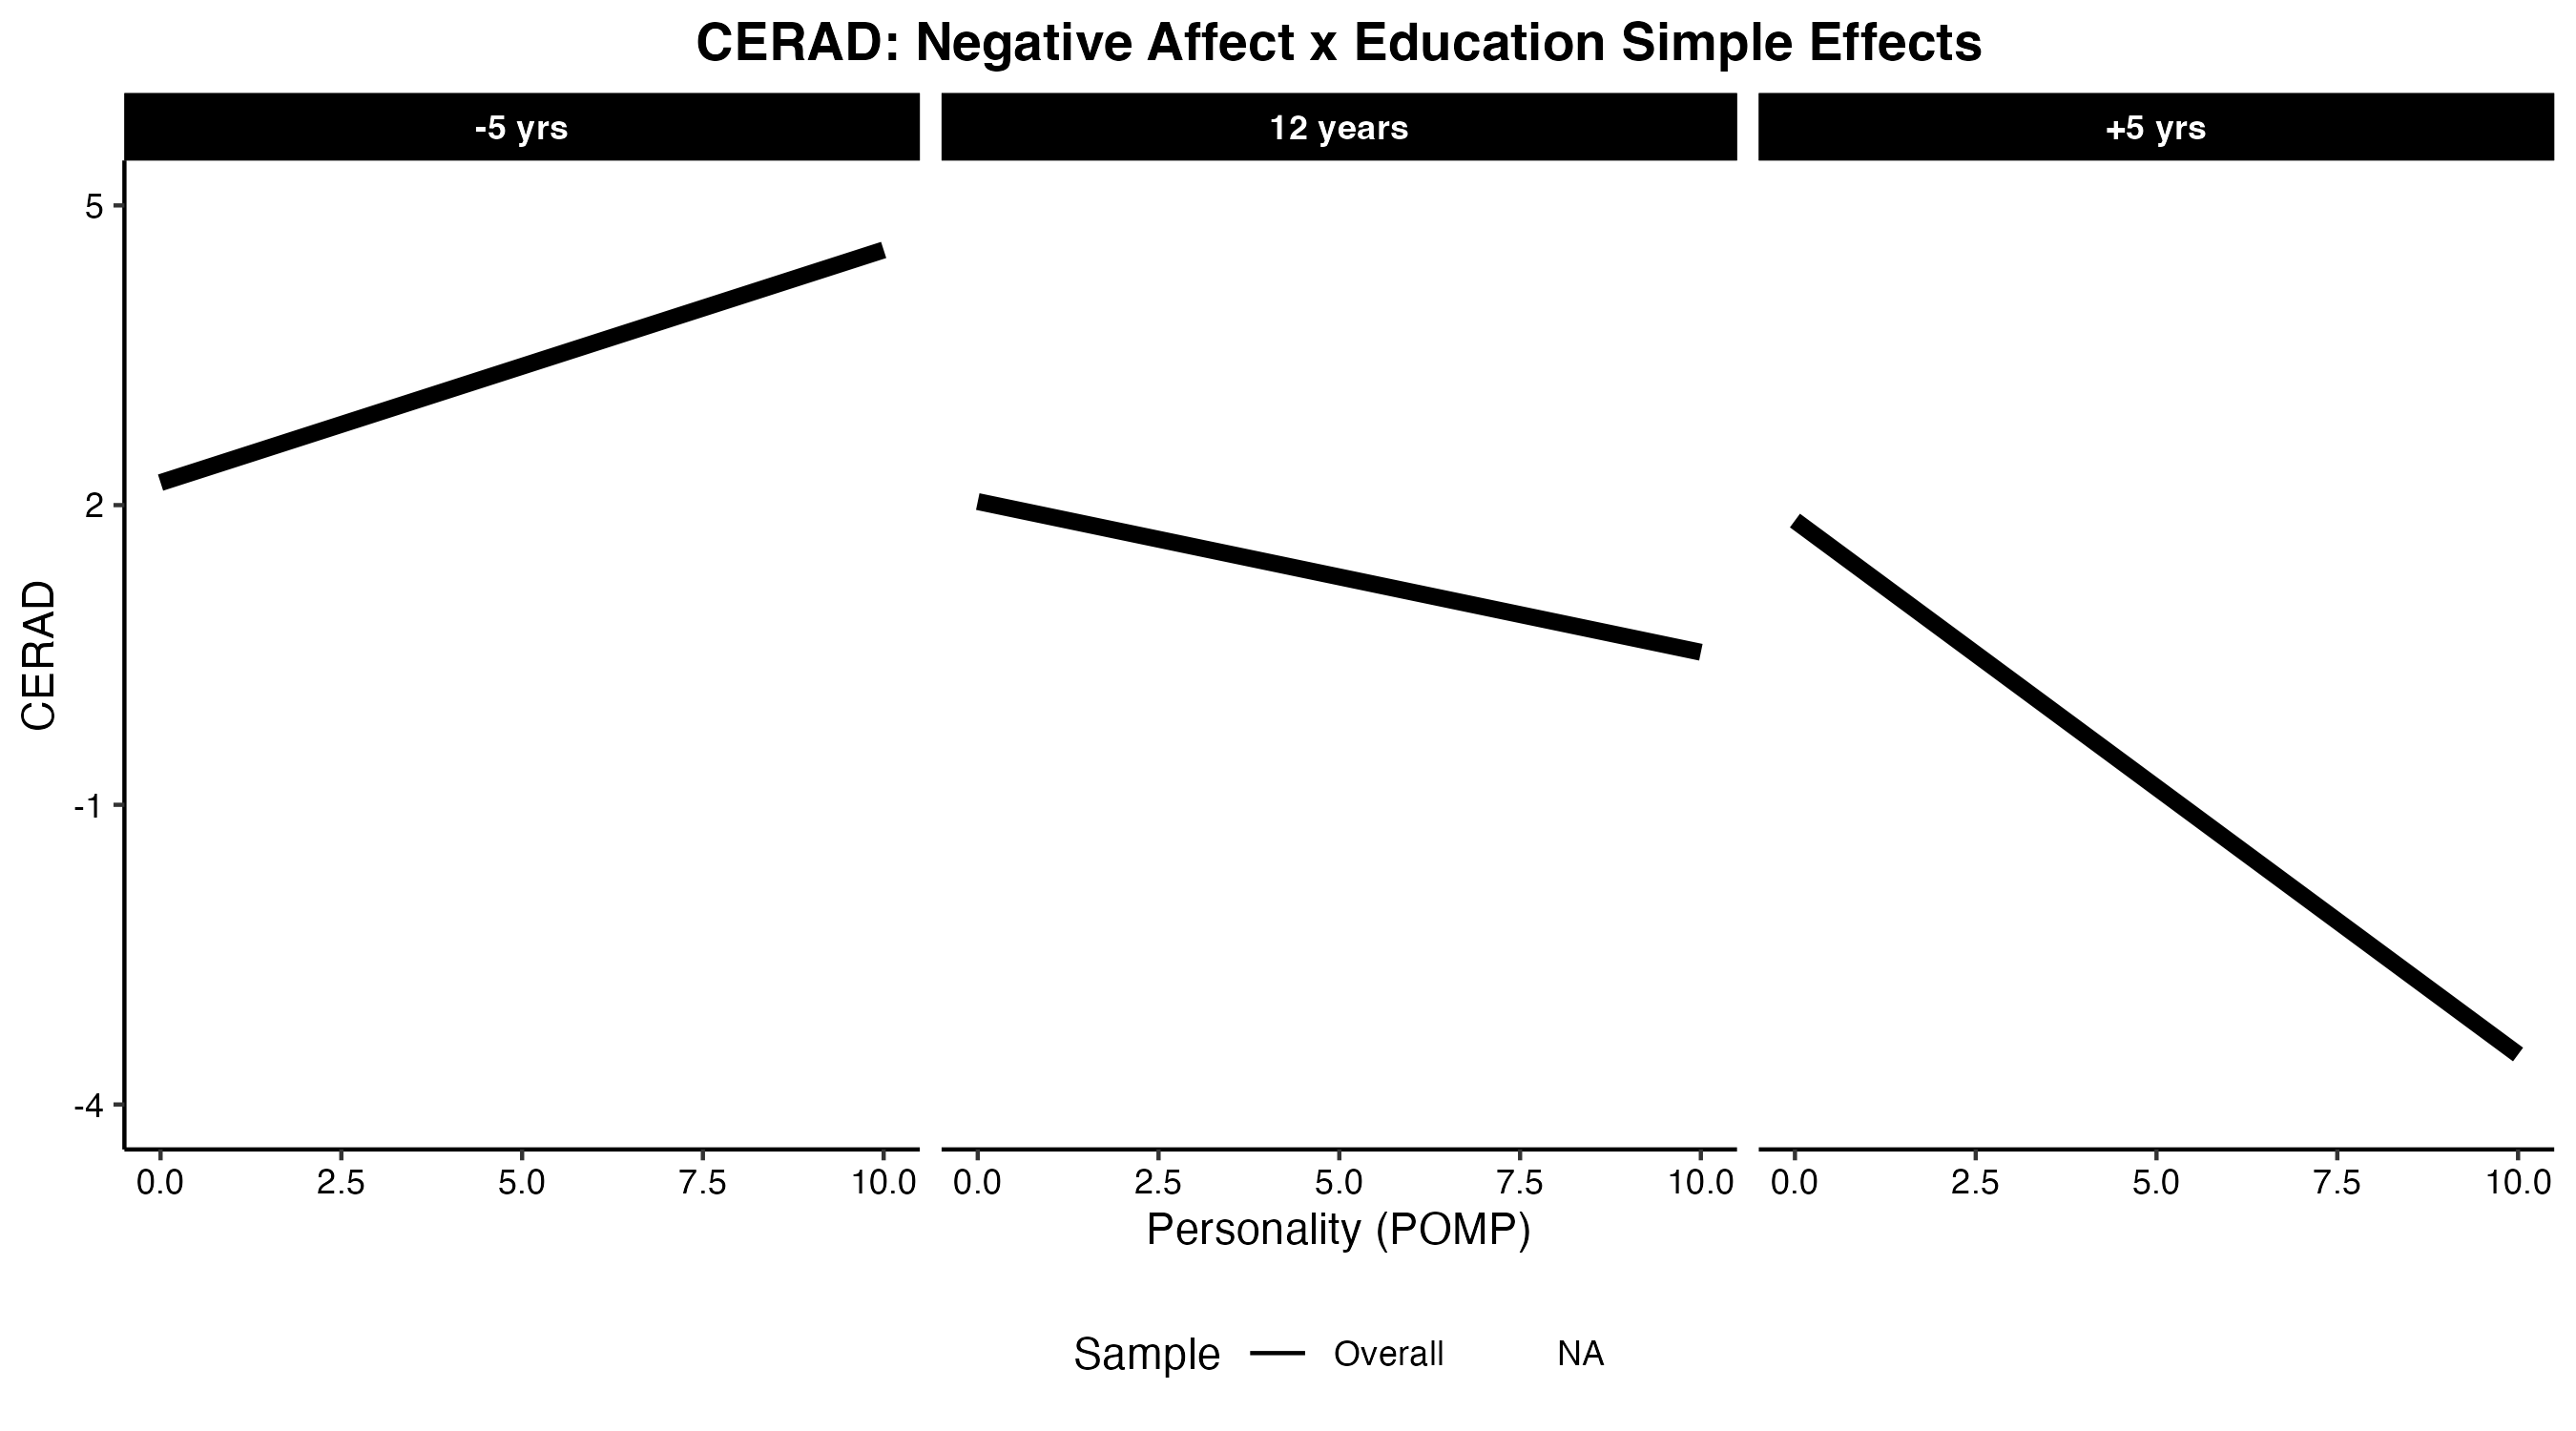 CERAD: Negative Affect x Education Simple Effects
-5 yrs 12 years +5 yrs
5
2
-1
-4
CERAD
0.0 2.5 5.0 7.5 10.0 0.0 2.5 5.0 7.5 10.0 0.0 2.5 5.0 7.5 10.0
Personality (POMP)
Sample Overall NA